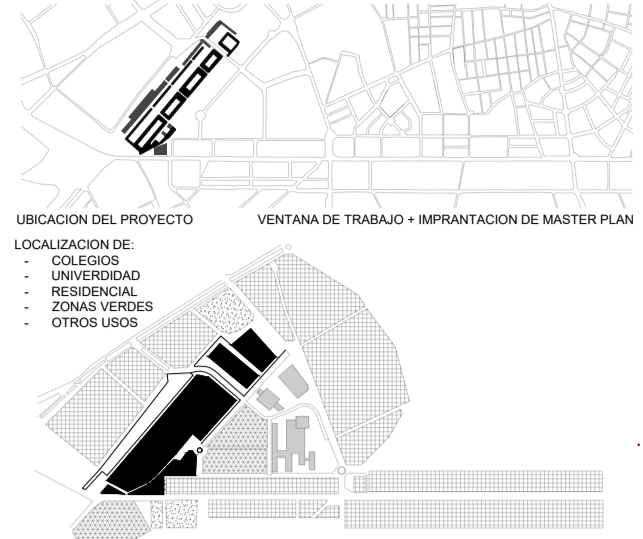 UBICACION DEL PROYECTO
VENTANA DE TRABAJO + IMPRANTACION DE MASTER PLAN
LOCALIZACION DE:
- COLEGIOS
- UNIVERDIDAD
- RESIDENCIAL
- ZONAS VERDES
- OTROS USOS